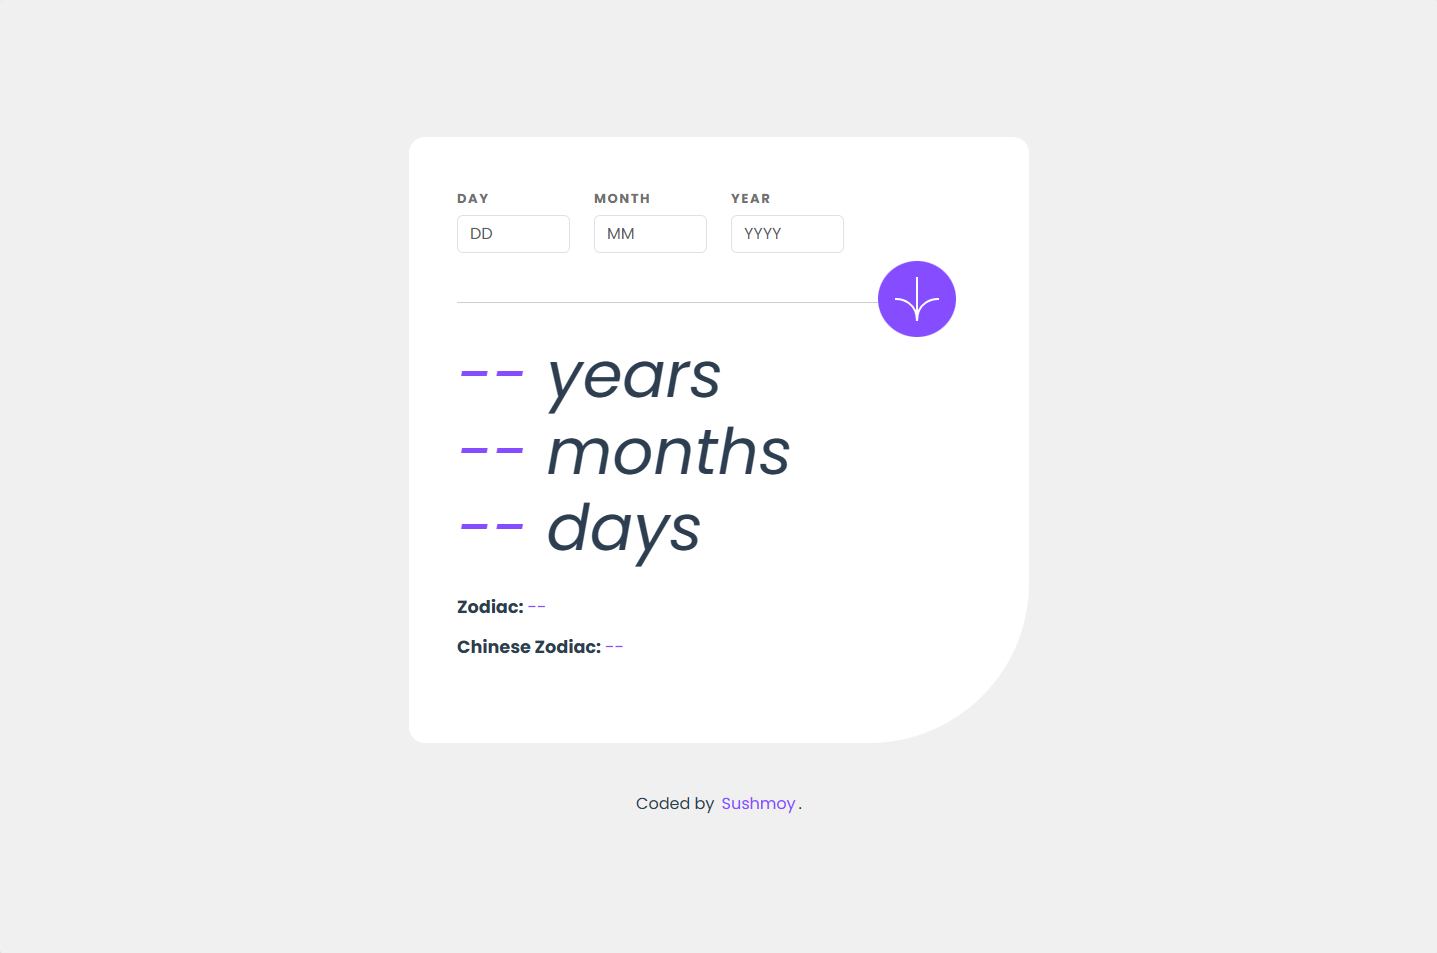 DAY MONTH YEAR
DD MM YYYY
-- years
-- months
-- days
Zodiac: --
Chinese Zodiac: --
Coded by Sushmoy.